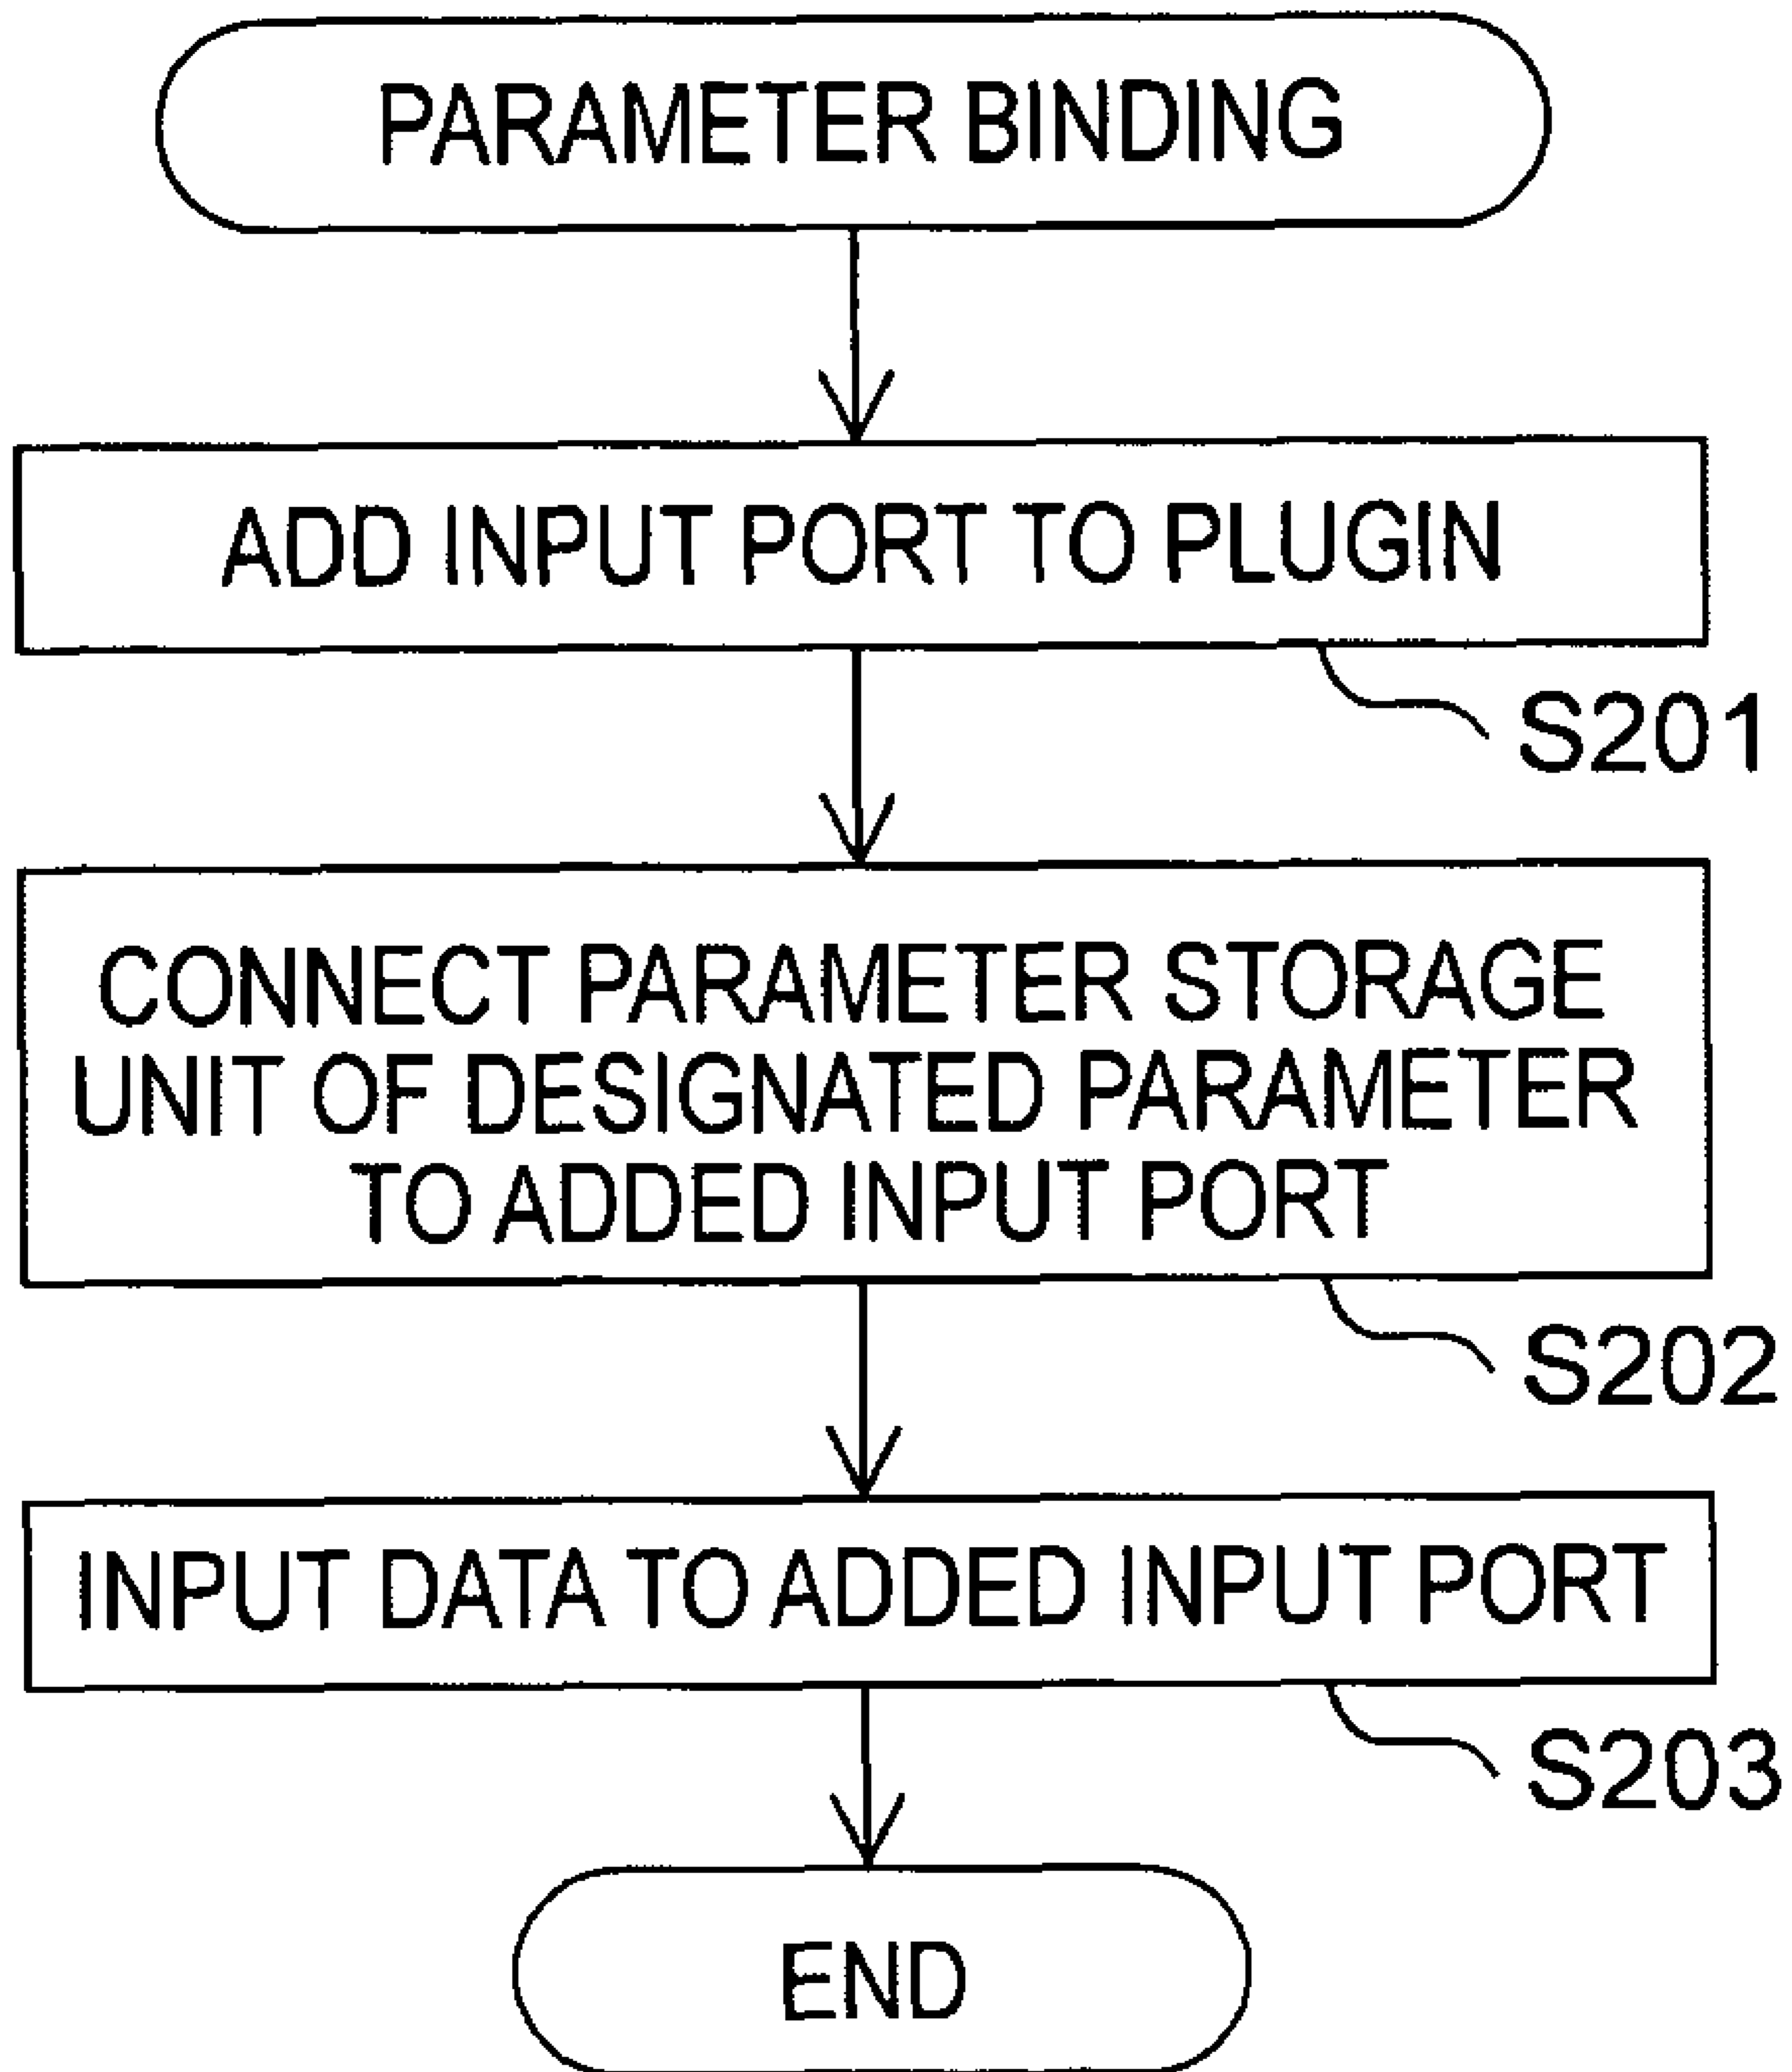 PARAMETER BINDING
ADD INPUT PORT TO PLUGIN
S201
CONNECT PARAMETER STORAGE
UNIT OF DESIGNATED PARAMETER
TO ADDED INPUT PORT
S202
INPUT DATA TO ADDED INPUT PORT
S203
END